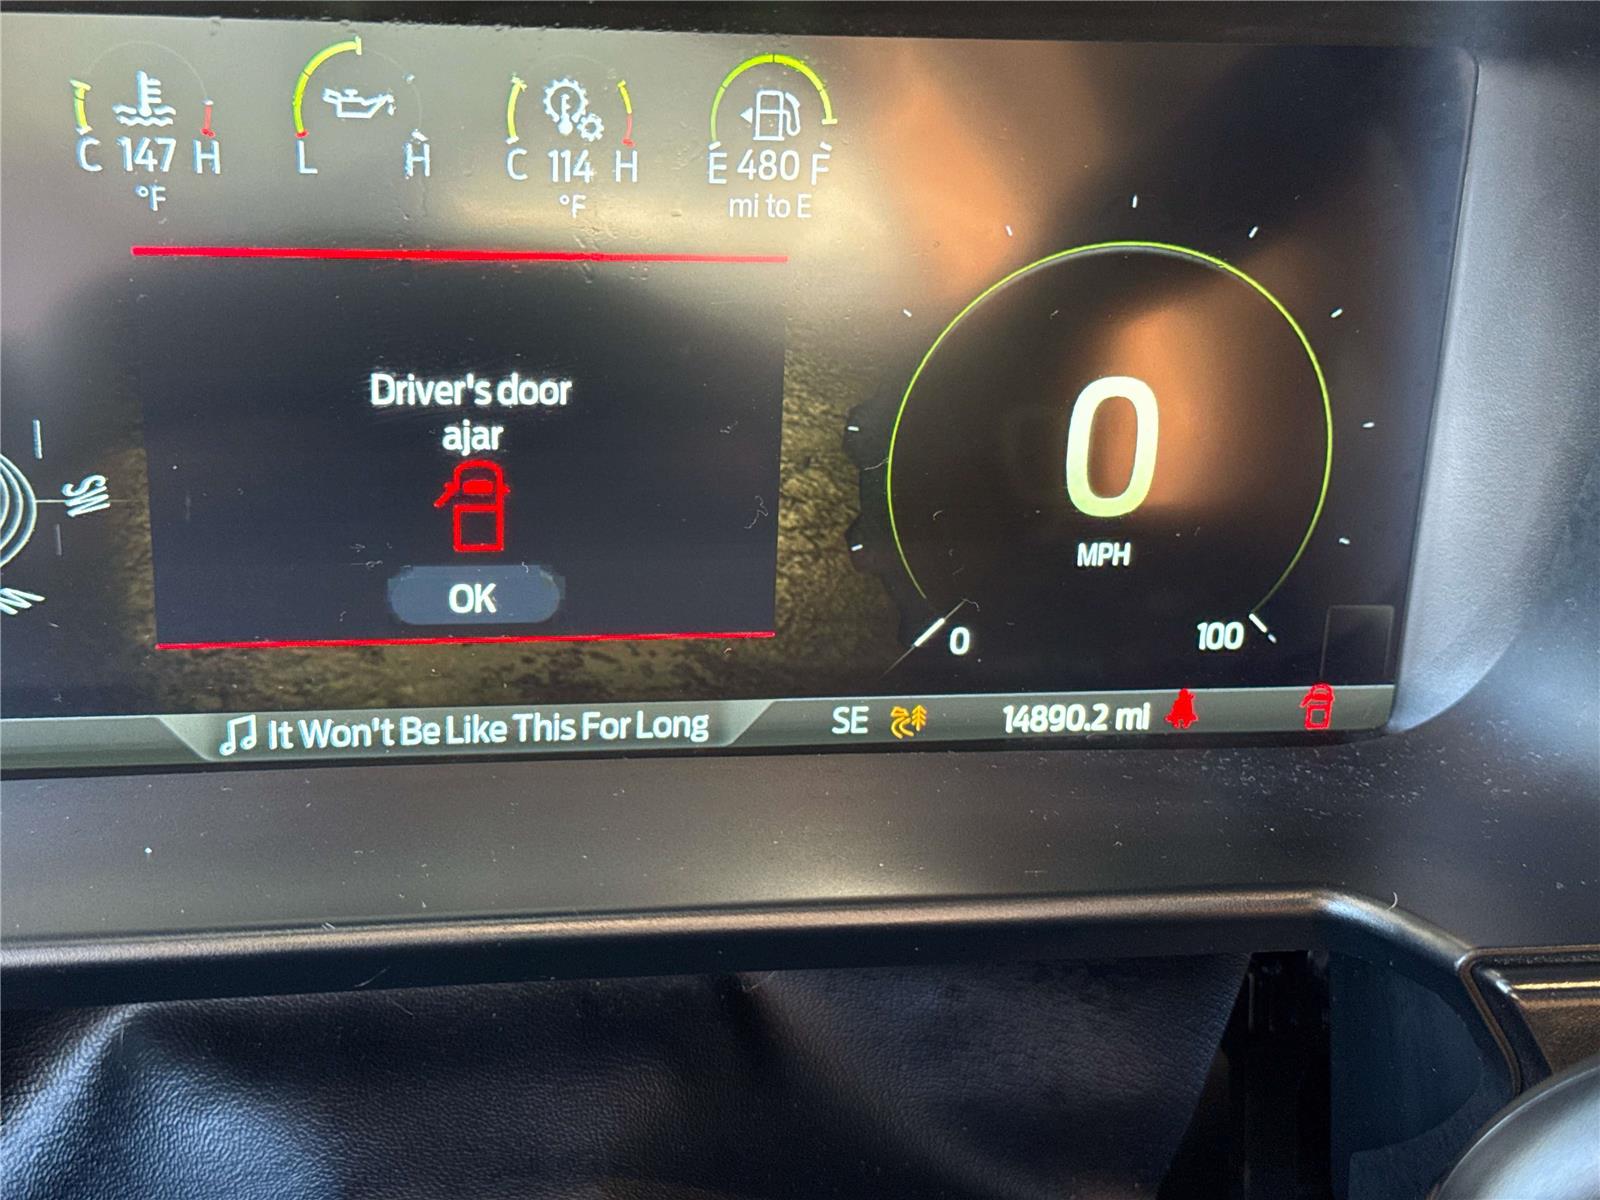 C 147 H
°F
L H
C 114 H
°F
E 480 F
mi to E
Driver's door
ajar
OK
SW
W
0
MPH
0
100
It Won't Be Like This For Long
SE
14890.2 mi